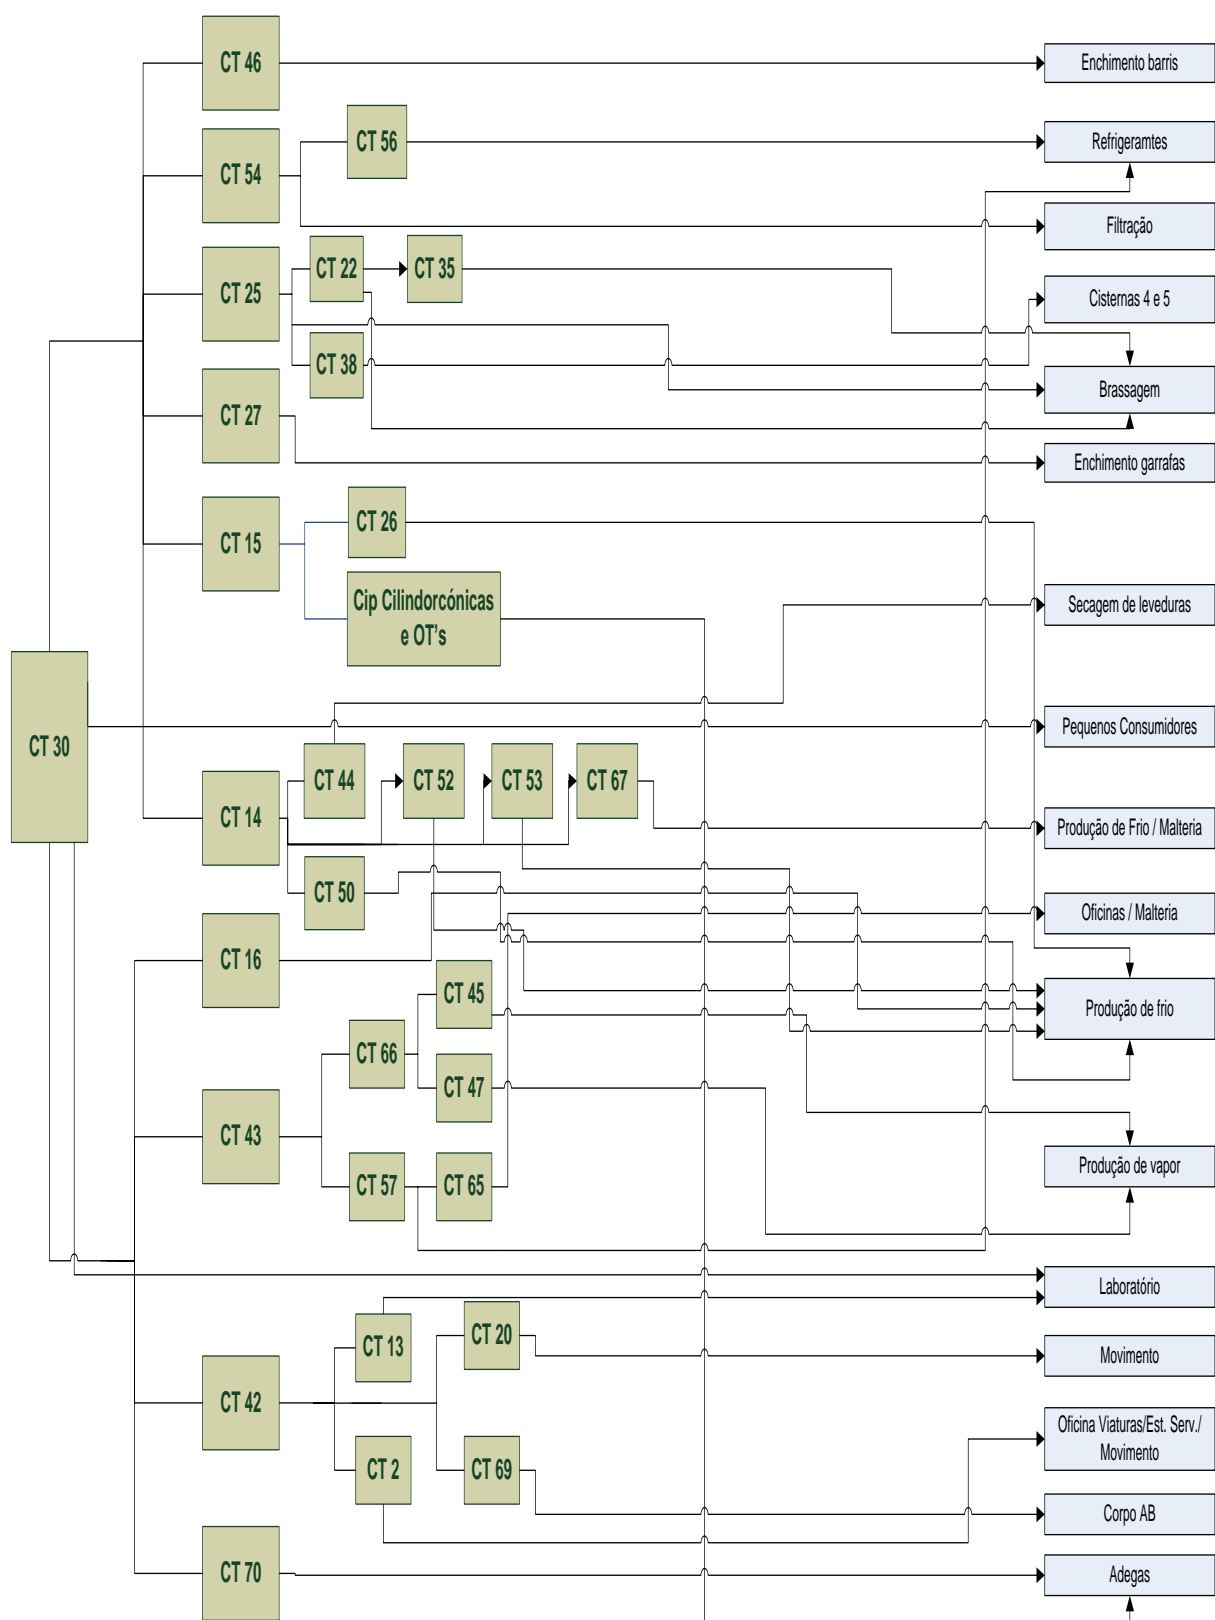 CT 46
Enchimento barris
CT 56
Refrigeramtes
CT 54
Filtração
CT 22
CT 35
CT 25
Cisternas 4 e 5
CT 38
Brassagem
CT 27
Enchimento garrafas
CT 26
CT 15
Cip Cilindorcónicas
e OT's
Secagem de leveduras
CT 30
Pequenos Consumidores
CT 44
CT 52
CT 53
CT 67
CT 14
Produção de Frio / Malteria
CT 50
Oficinas / Malteria
CT 16
CT 45
Produção de frio
CT 66
CT 47
CT 43
Produção de vapor
CT 57
CT 65
Laboratório
CT 13
CT 20
Movimento
CT 42
Oficina Viaturas/Est. Serv./
Movimento
CT 2
CT 69
Corpo AB
CT 70
Adegas